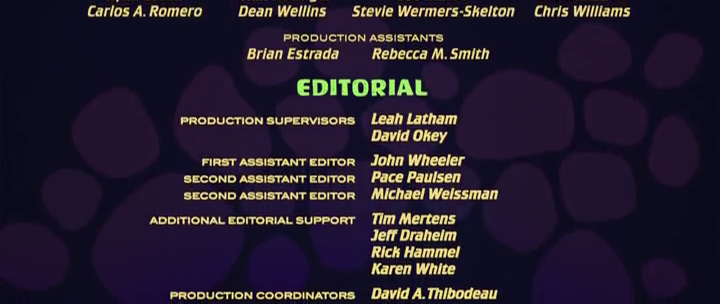 Carlos A. Romero Dean Wellins Stevie Wermers-Skelton Chris Williams
PRODUCTION ASSISTANTS
Brian Estrada Rebecca M. Smith
EDITORIAL
PRODUCTION SUPERVISORS Leah Latham
David Okey
FIRST ASSISTANT EDITOR John Wheeler
SECOND ASSISTANT EDITOR Pace Paulsen
SECOND ASSISTANT EDITOR Michael Weissman
ADDITIONAL EDITORIAL SUPPORT Tim Mertens
Jeff Draheim
Rick Hammel
Karen White
PRODUCTION COORDINATORS David A. Thibodeau